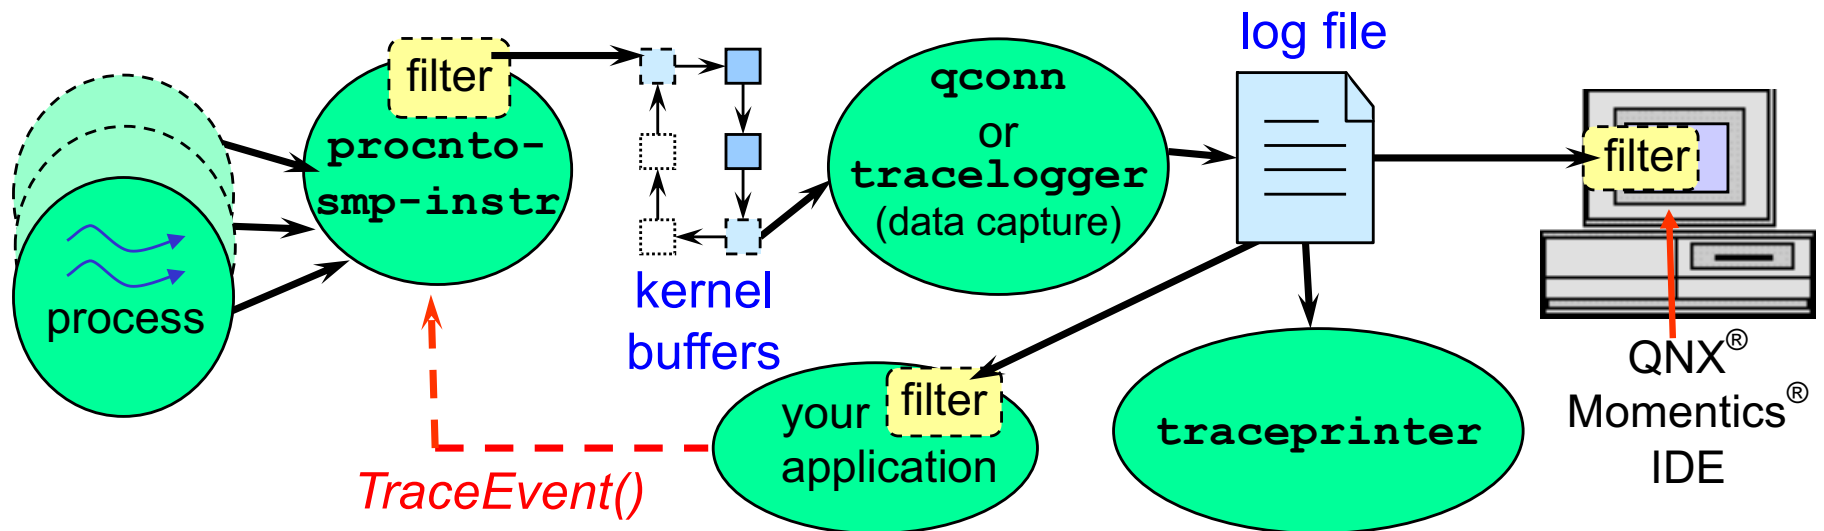 process
filter
procnto-
smp-instr
kernel
buffers
qconn
or
tracelogger
(data capture)
log file
filter
QNX®
Momentics®
IDE
your
filter
application
traceprinter
TraceEvent()